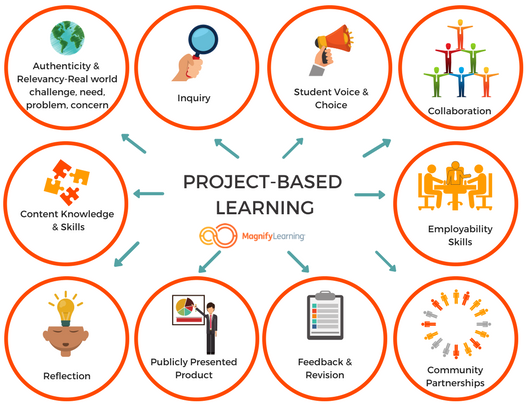 Authenticity &
Relevancy-Real world
challenge, need,
problem, concern
Inquiry
Student Voice &
Choice
Collaboration
Content Knowledge
& Skills
PROJECT-BASED
LEARNING
MagnifyLearning
Employability
Skills
Reflection
Publicly Presented
Product
Feedback &
Revision
Community
Partnerships